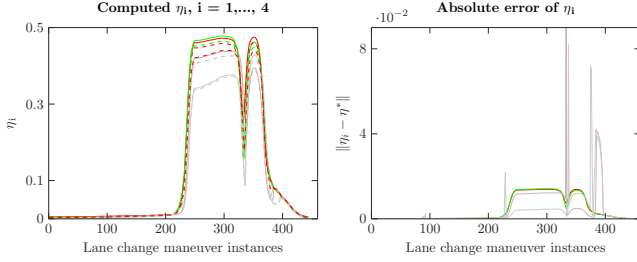 Computed ηᵢ, i = 1,..., 4
0.5
0.3
0.2
0
ηᵢ
0 100 200 300 400
Lane change maneuver instances
Absolute error of ηᵢ
·10⁻²
8
4
0
‖ηᵢ − η*‖
0 100 200 300 400
Lane change maneuver instances